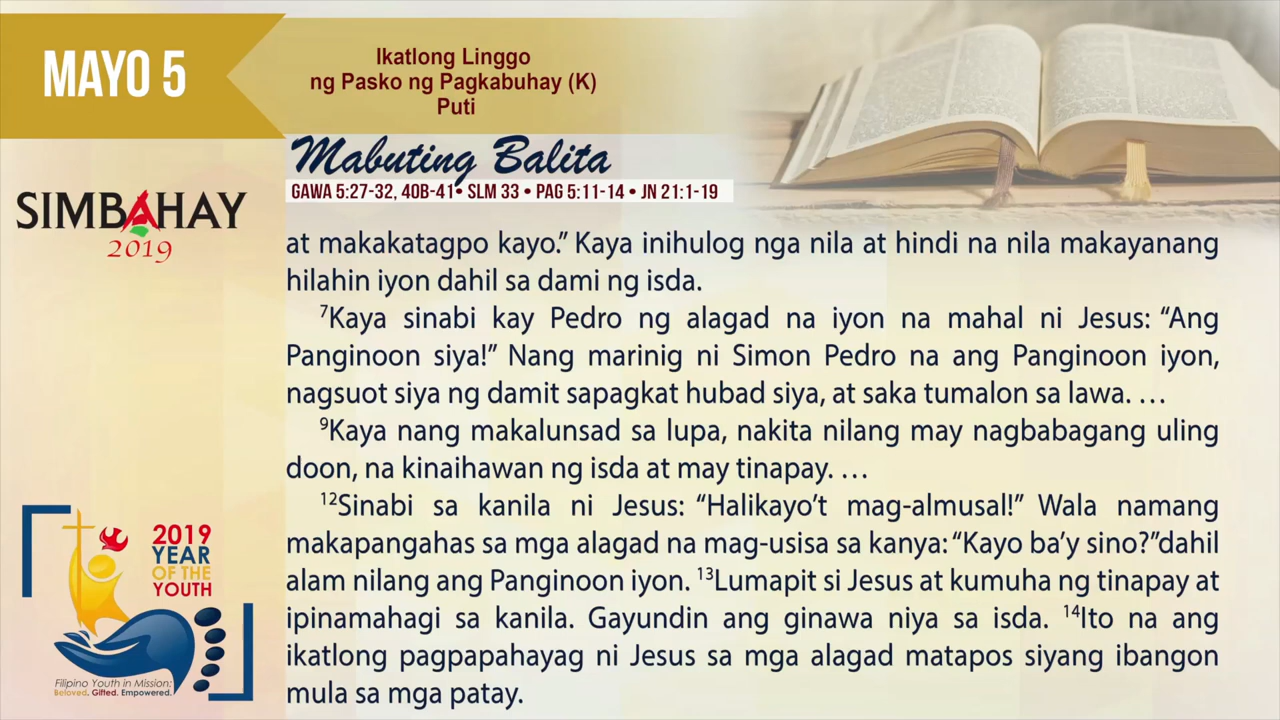 MAYO 5
Ikatlong Linggo
ng Pasko ng Pagkabuhay (K)
Puti
Mabuting Balita
GAWA 5:27-32, 40B-41• SLM 33 • PAG 5:11-14 • JN 21:1-19
SIMBAHAY
2019
at makakatagpo kayo.” Kaya inihulog nga nila at hindi na nila makayanang
hilahin iyon dahil sa dami ng isda.
⁷Kaya sinabi kay Pedro ng alagad na iyon na mahal ni Jesus: “Ang
Panginoon siya!” Nang marinig ni Simon Pedro na ang Panginoon iyon,
nagsuot siya ng damit sapagkat hubad siya, at saka tumalon sa lawa. …
⁹Kaya nang makalunsad sa lupa, nakita nilang may nagbabagang uling
doon, na kinaihawan ng isda at may tinapay. …
¹²Sinabi sa kanila ni Jesus: “Halikayo’t mag-almusal!” Wala namang
makapangahas sa mga alagad na mag-usisa sa kanya: “Kayo ba’y sino?”dahil
alam nilang ang Panginoon iyon. ¹³Lumapit si Jesus at kumuha ng tinapay at
ipinamahagi sa kanila. Gayundin ang ginawa niya sa isda. ¹⁴Ito na ang
ikatlong pagpapahayag ni Jesus sa mga alagad matapos siyang ibangon
mula sa mga patay.
2019
YEAR
OF THE
YOUTH
Filipino Youth in Mission:
Beloved. Gifted. Empowered.